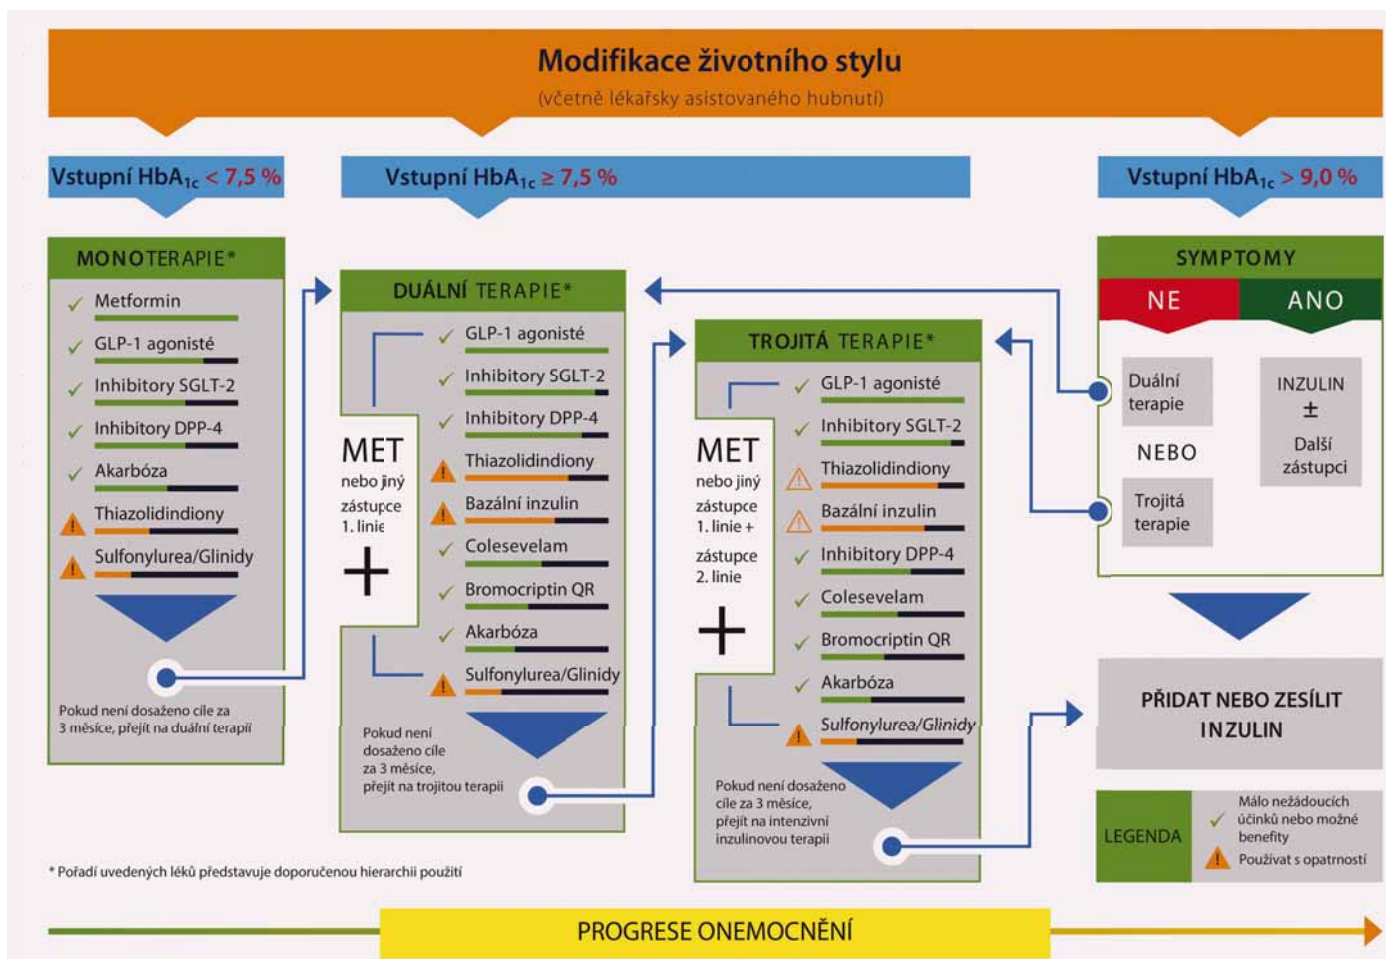 Modifikace životního stylu
(včetně lékařsky asistovaného hubnutí)
Vstupní HbA1c < 7,5 %
Vstupní HbA1c ≥ 7,5 %
Vstupní HbA1c > 9,0 %
MONOTERAPIE*
Metformin
GLP-1 agonisté
Inhibitory SGLT-2
Inhibitory DPP-4
Akarbóza
Thiazolidindiony
Sulfonylurea/Glinidy
Pokud není dosaženo cíle za
3 měsíce, přejít na duální terapii
DUÁLNÍ TERAPIE*
MET
nebo jiný
zástupce
1. linie
+
GLP-1 agonisté
Inhibitory SGLT-2
Inhibitory DPP-4
Thiazolidindiony
Bazální inzulin
Colesevelam
Bromocriptin QR
Akarbóza
Sulfonylurea/Glinidy
Pokud není
dosaženo cíle
za 3 měsíce,
přejít na trojitou terapii
TROJITÁ TERAPIE*
MET
nebo jiný
zástupce
1. linie +
zástupce
2. linie
+
GLP-1 agonisté
Inhibitory SGLT-2
Thiazolidindiony
Bazální inzulin
Inhibitory DPP-4
Colesevelam
Bromocriptin QR
Akarbóza
Sulfonylurea/Glinidy
Pokud není dosaženo
cíle za 3 měsíce,
přejít na intenzivní
inzulinovou terapii
SYMPTOMY
NE
ANO
Duální
terapie
NEBO
Trojitá
terapie
INZULIN
±
Další
zástupci
PŘIDAT NEBO ZESÍLIT
INZULIN
LEGENDA
Málo nežádoucích
účinků nebo možné
benefity
Používat s opatrností
* Pořadí uvedených léků představuje doporučenou hierarchii použití
PROGRESE ONEMOCNĚNÍ